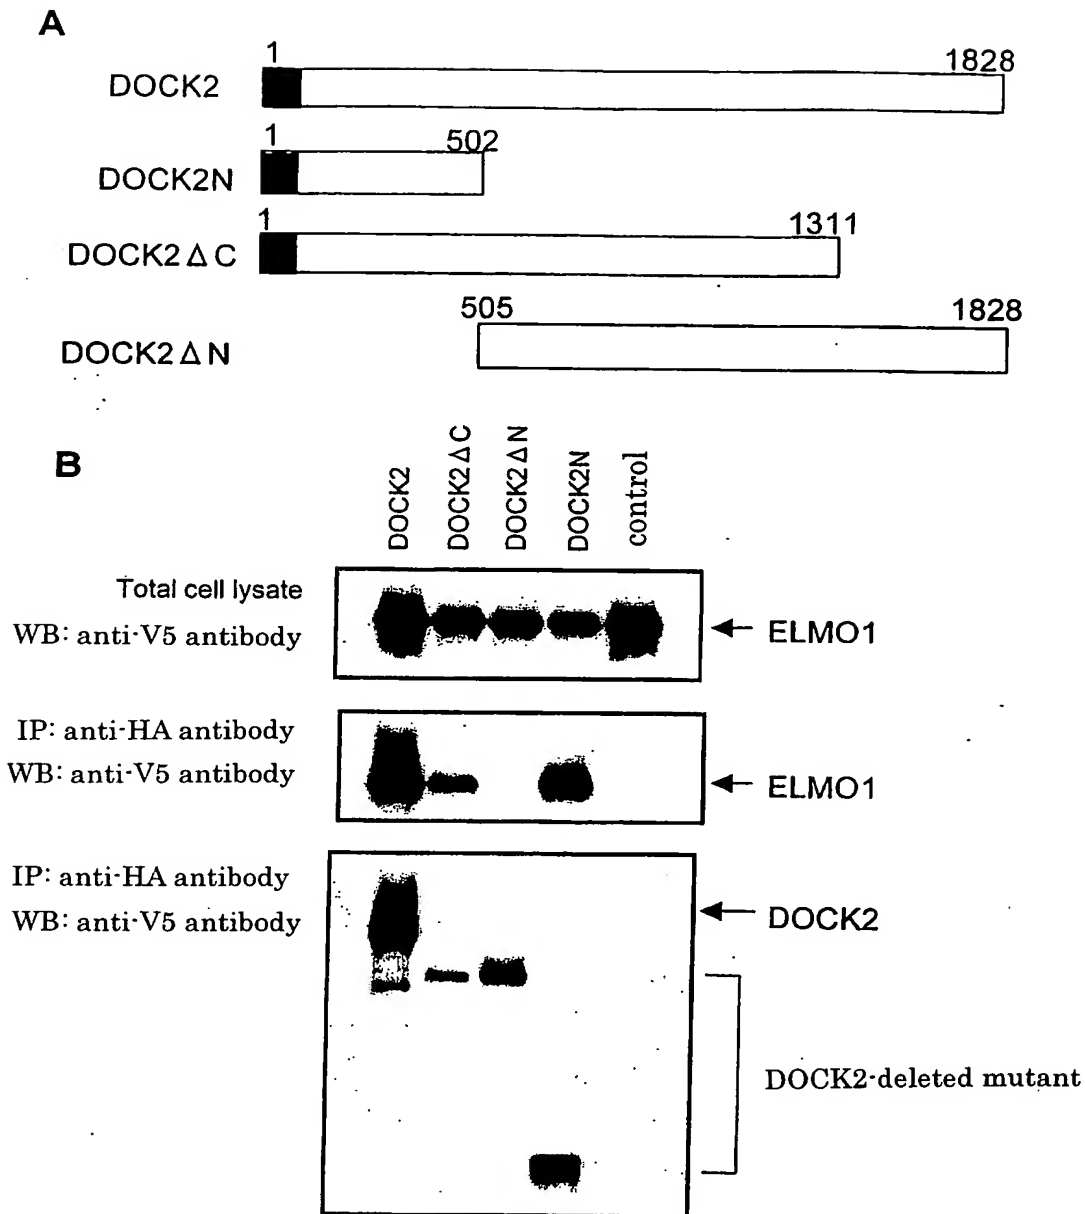 A
1
1828
DOCK2
1
502
DOCK2N
1
1311
DOCK2ΔC
505
1828
DOCK2ΔN
B
DOCK2
DOCK2ΔC
DOCK2ΔN
DOCK2N
control
Total cell lysate
WB: anti-V5 antibody
ELMO1
IP: anti-HA antibody
WB: anti-V5 antibody
ELMO1
IP: anti-HA antibody
WB: anti-V5 antibody
DOCK2
DOCK2-deleted mutant